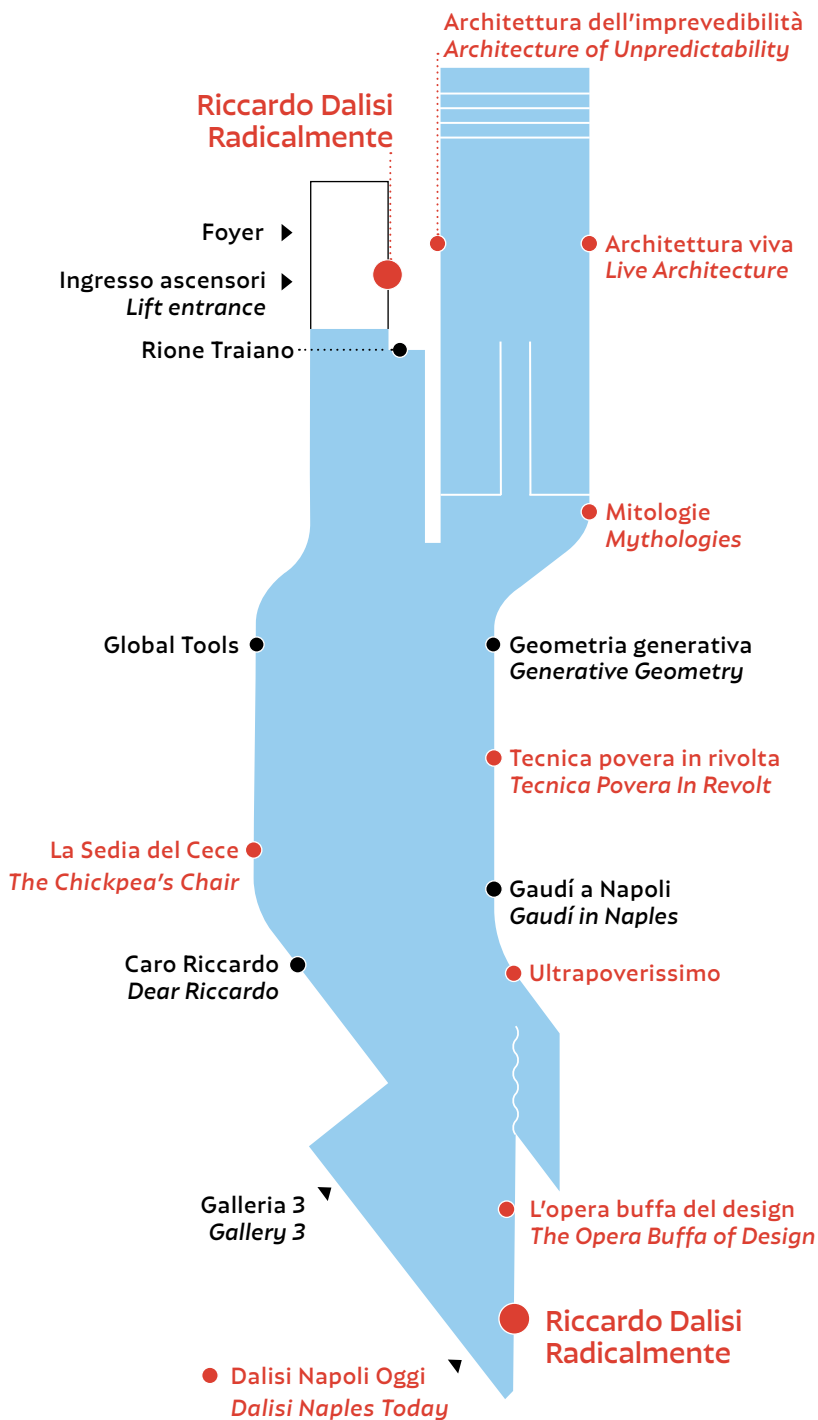 Architettura dell’imprevedibilità
Architecture of Unpredictability
Riccardo Dalisi
Radicalmente
Foyer
Ingresso ascensori
Lift entrance
Architettura viva
Live Architecture
Rione Traiano
Mitologie
Mythologies
Global Tools
Geometria generativa
Generative Geometry
Tecnica povera in rivolta
Tecnica Povera In Revolt
La Sedia del Cece
The Chickpea’s Chair
Gaudí a Napoli
Gaudí in Naples
Caro Riccardo
Dear Riccardo
Ultrapoverissimo
Galleria 3
Gallery 3
L’opera buffa del design
The Opera Buffa of Design
Riccardo Dalisi
Radicalmente
Dalisi Napoli Oggi
Dalisi Naples Today